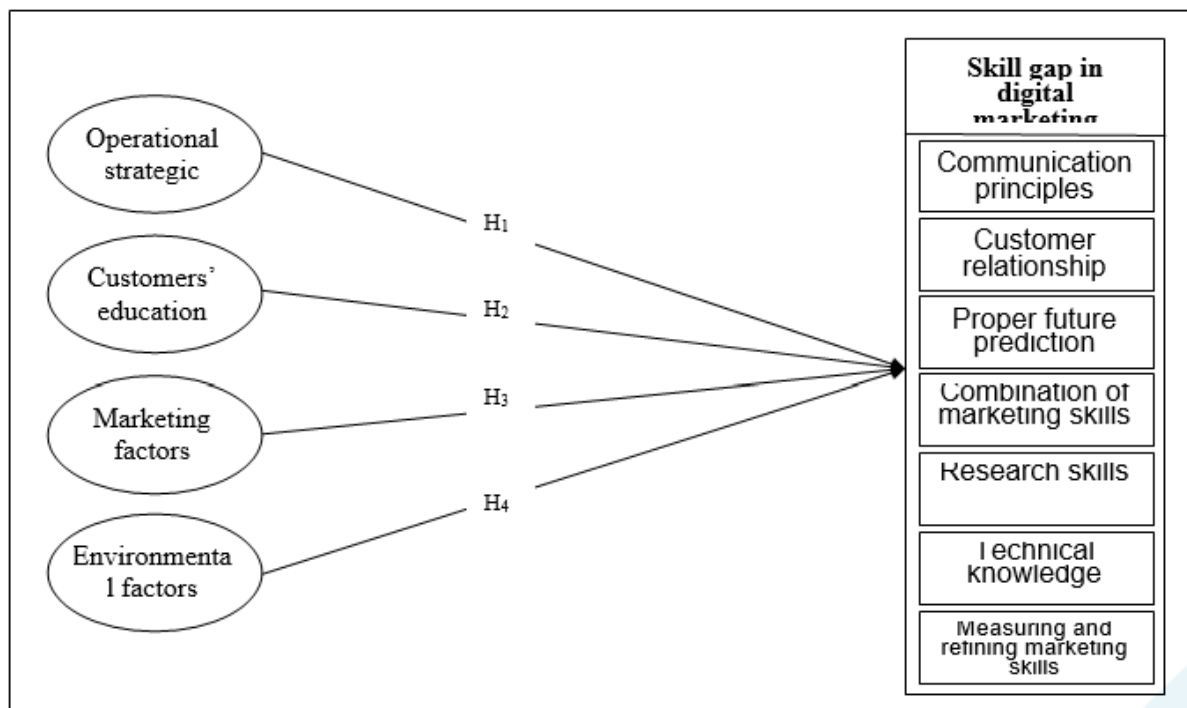 Operational
strategic
Customers’
education
Marketing
factors
Environmenta
l factors
H1
H2
H3
H4
Skill gap in
digital
marketing
Communication
principles
Customer
relationship
Proper future
prediction
Combination of
marketing skills
Research skills
Technical
knowledge
Measuring and
refining marketing
skills